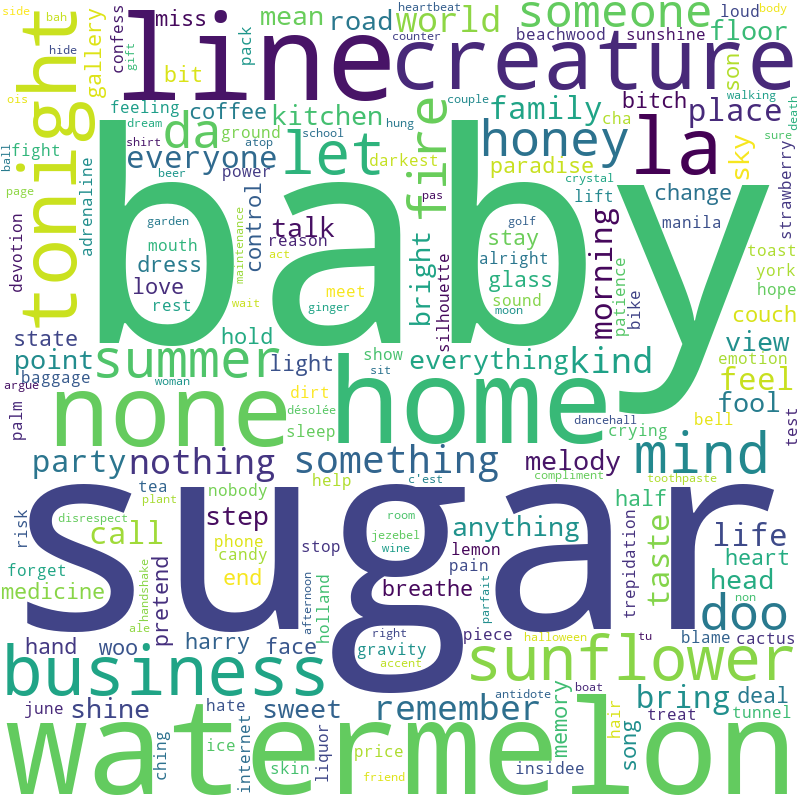 side
bah
miss
mean
road
world
someone
loud
body
heartbeat
counter
tonight
hide
gallery
confess
gift
pack
line
creature
beachwood
sunshine
floor
bit
son
ois
feeling
coffee
kitchen
family
cha
bitch
place
walking
couple
dream
shirt
da
ground
school
atop
hung
fire
honey
la
sky
sure
death
ball
fight
page
adrenaline
everyone
beer
power
let
darkest
paradise
crystal
lift
change
strawberry
baby
pas
devotion
garden
mouth
dress
love
rest
maintenance
control
talk
reason
act
wait
meet
ginger
bright
silhouette
golf
stay
alright
glass
sound
moon
morning
patience
bike
manila
toast
york
hope
couch
state
point
baggage
argue
palm
hold
summer
light
show
sit
everything
kind
view
emotion
feel
fool
woman
none
dirt
désolée
sleep
home
dancehall
crying
bell
test
party
nothing
something
c'est
melody
compliment
mind
toothpaste
tea
plant
nobody
help
risk
disrespect
call
step
phone
candy
end
sugar
room
jezebel
wine
stop
anything
lemon
pain
half
taste
trepidation
life
heart
head
non
forget
medicine
handshake
ale
pretend
afternoon
holland
breathe
parfait
doo
hand
woo
harry
face
right
gravity
accent
piece
halloween
tu
blame
cactus
business
sunflower
june
shine
hate
sweet
remember
antidote
boat
memory
hair
bring
deal
song
treat
tunnel
ching
ice
internet
skin
liquor
price
friend
insidee
watermelon